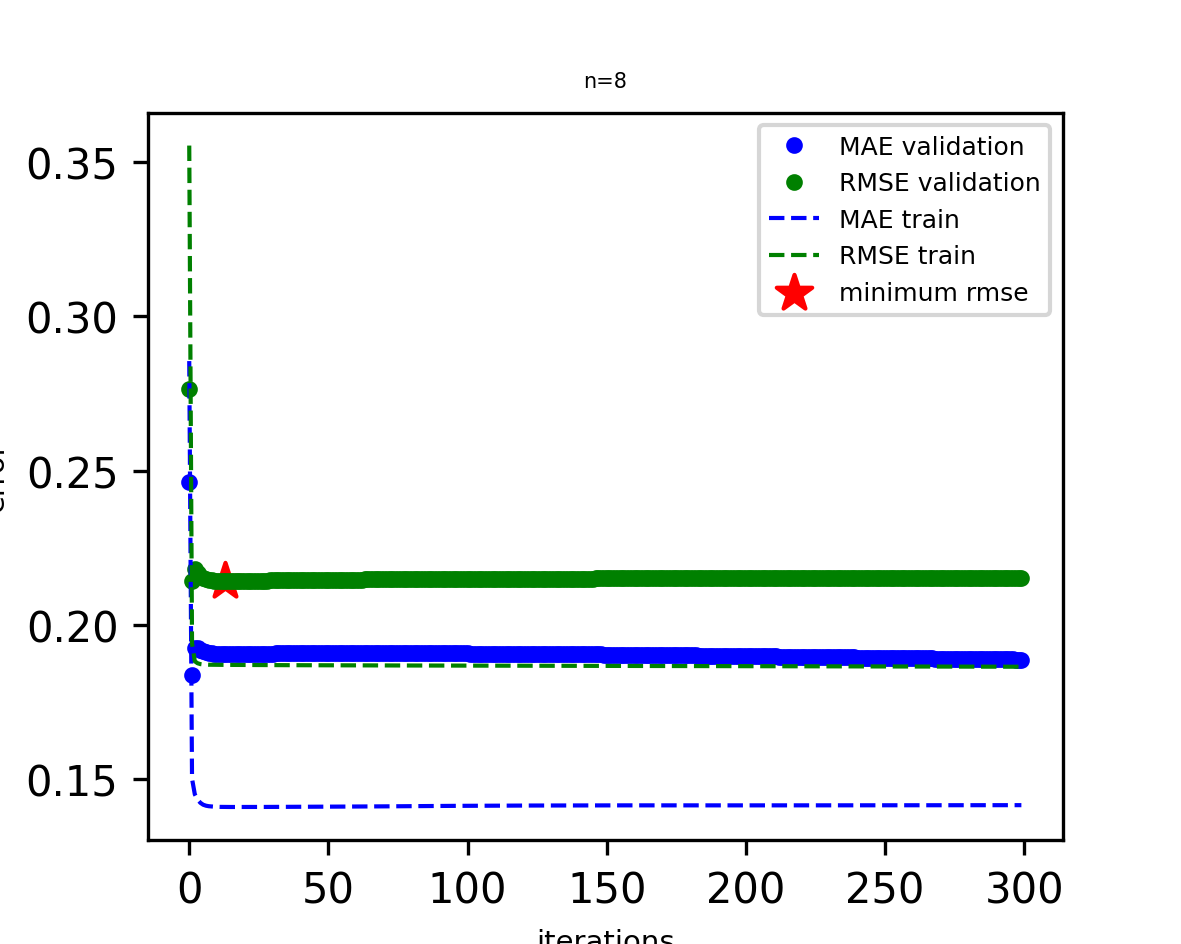 n=8
0.35
0.30
0.25
0.20
0.15
MAE validation
RMSE validation
MAE train
RMSE train
minimum rmse
0 50 100 150 200 250 300
iterations